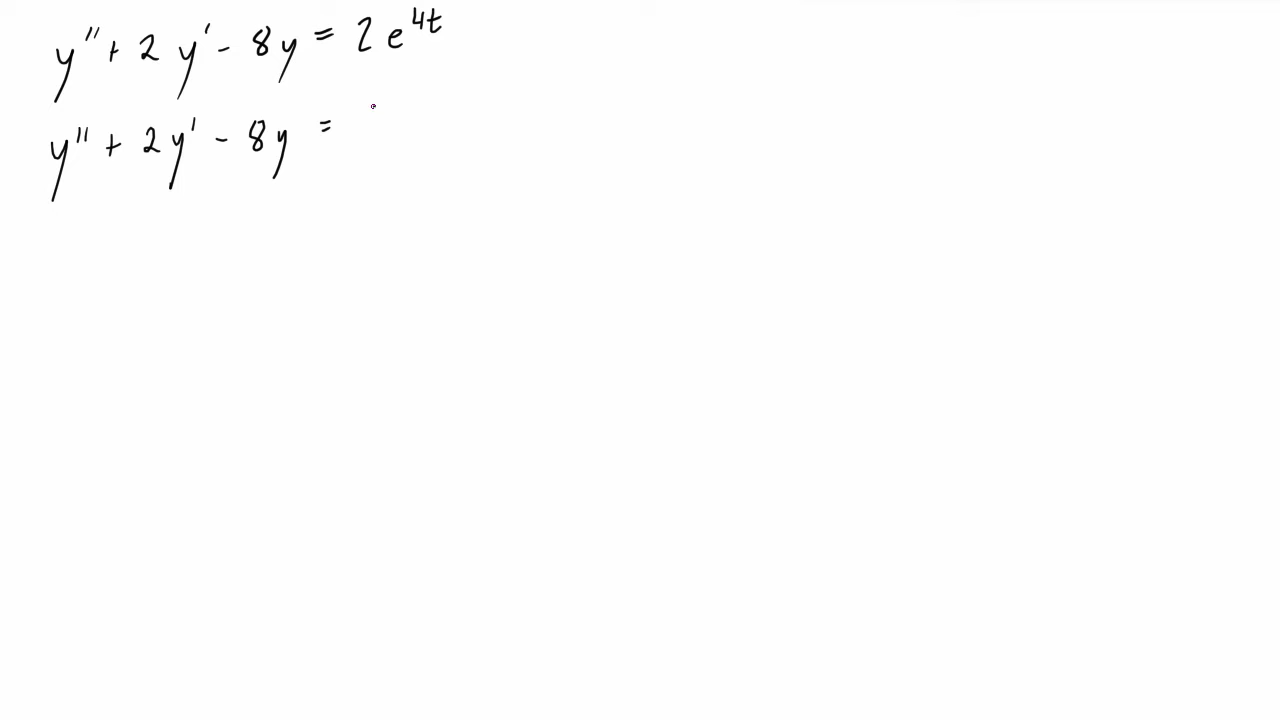 y'' + 2y' - 8y = 2e^{4t}
y'' + 2y' - 8y =